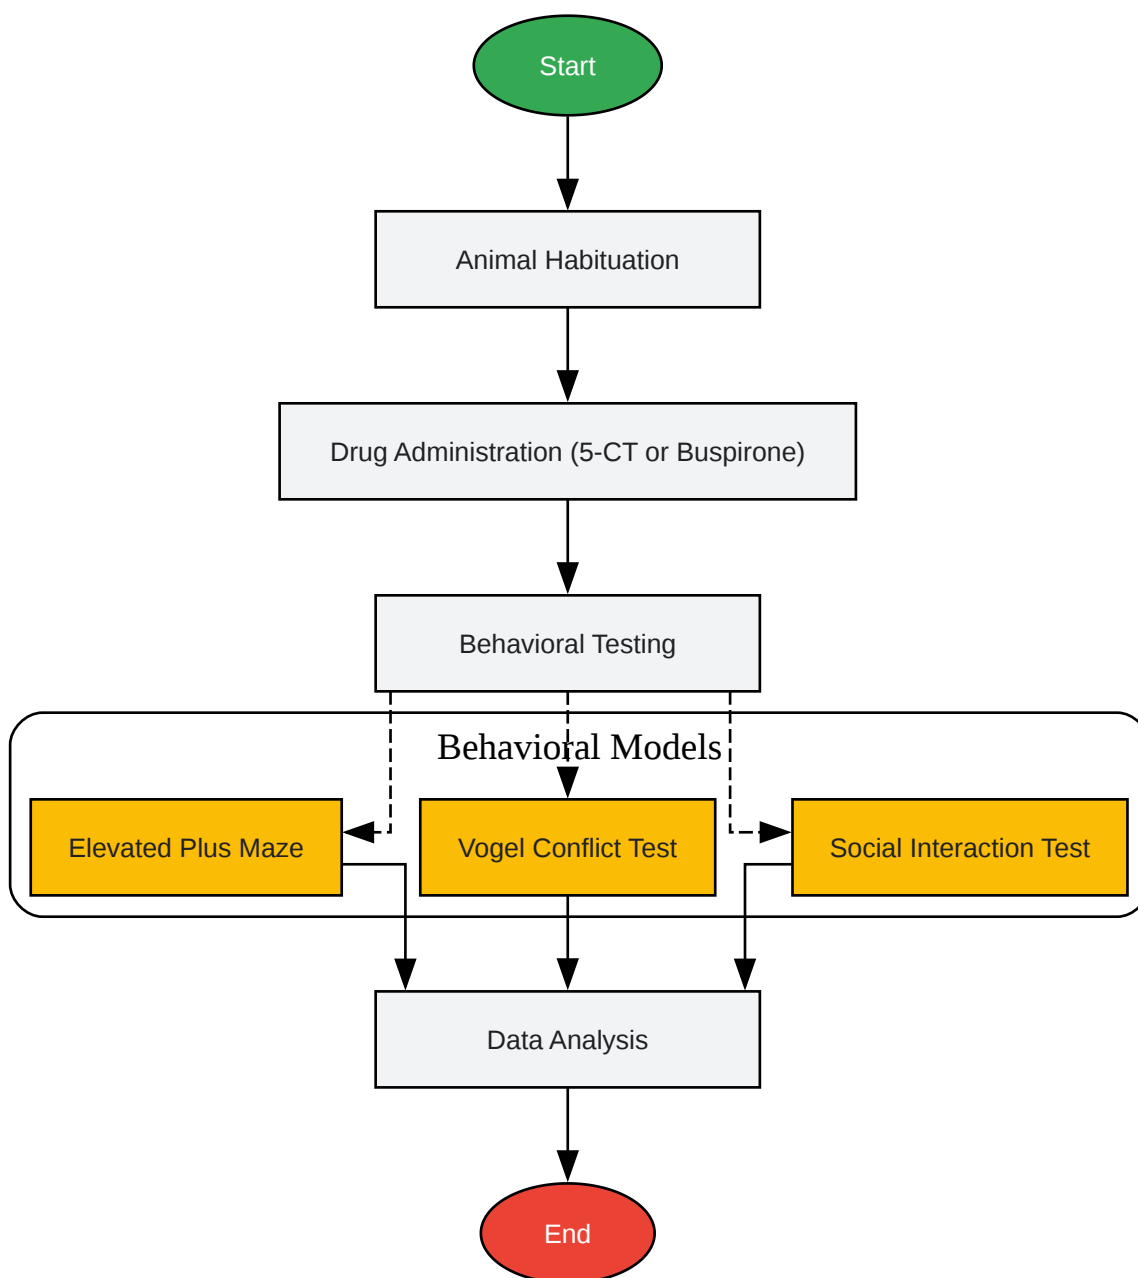 Start
Animal Habituation
Drug Administration (5-CT or Buspirone)
Behavioral Testing
Behavioral Models
Elevated Plus Maze
Vogel Conflict Test
Social Interaction Test
Data Analysis
End